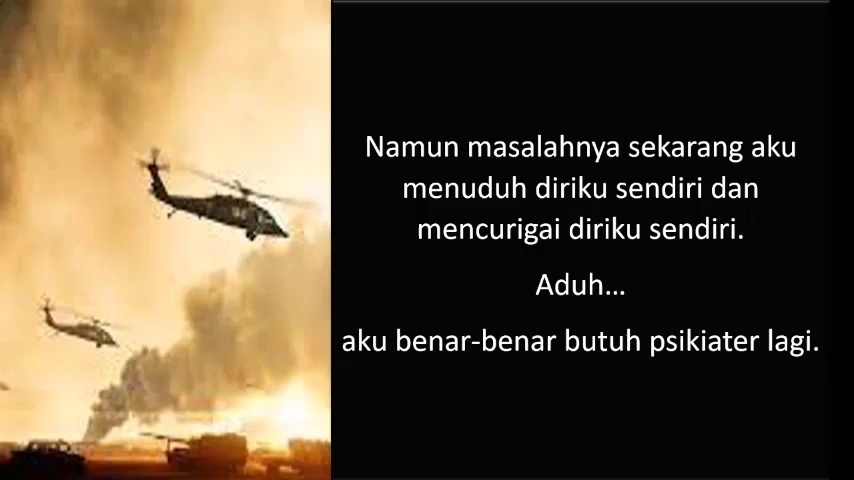 Namun masalahnya sekarang aku
menuduh diriku sendiri dan
mencurigai diriku sendiri.
Aduh...
aku benar-benar butuh psikiater lagi.